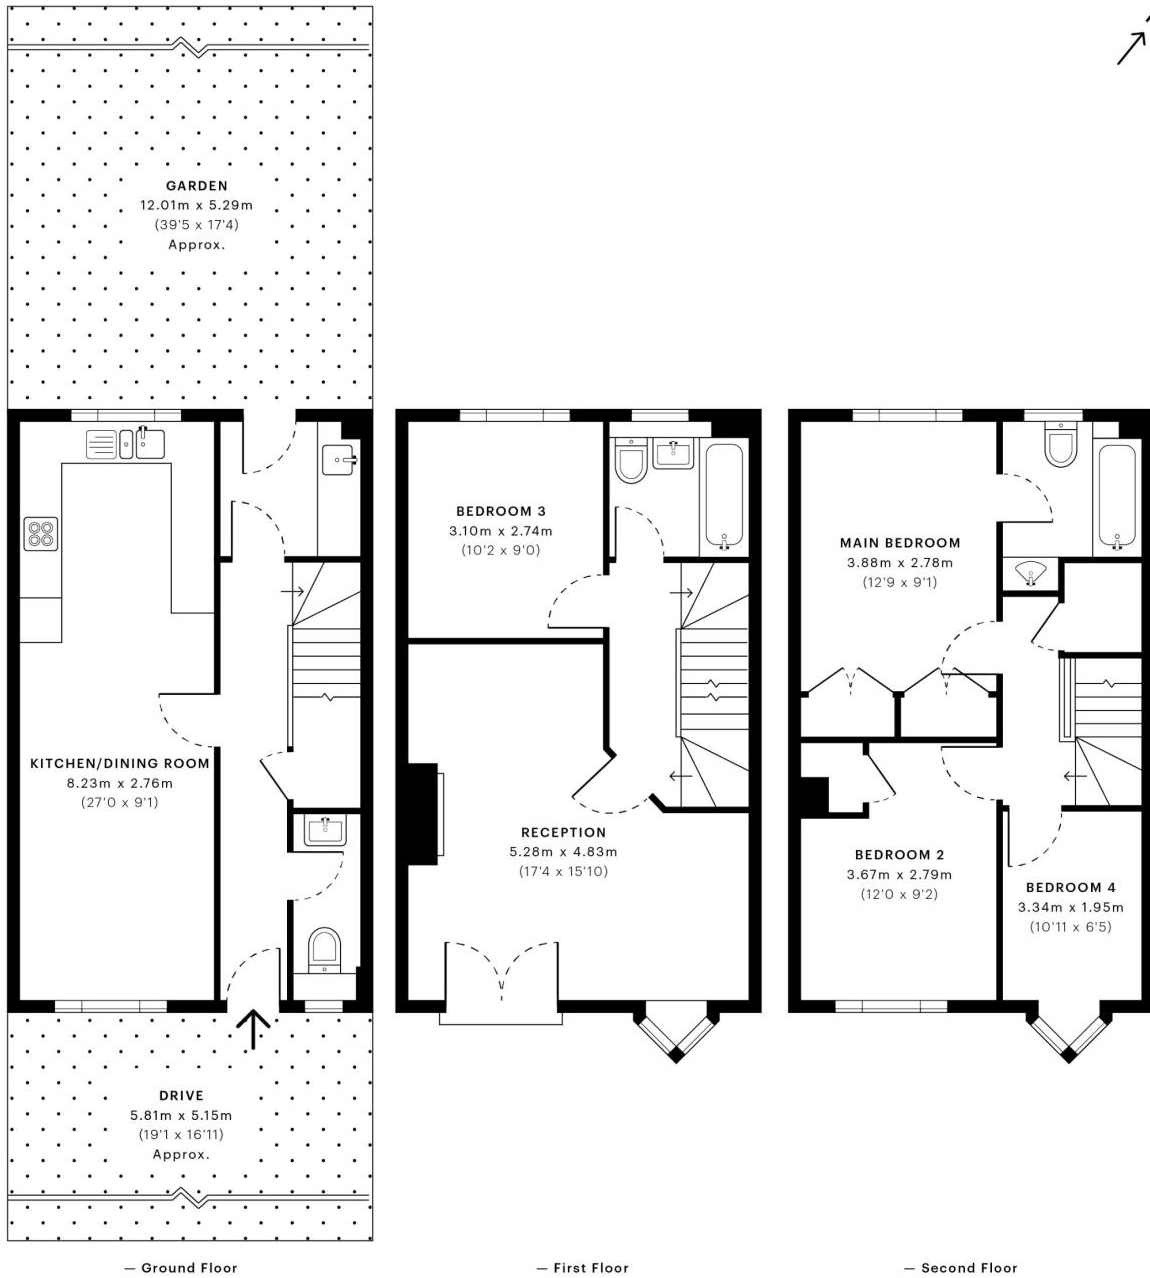 GARDEN
12.01m x 5.29m
(39'5 x 17'4)
Approx.
KITCHEN/DINING ROOM
8.23m x 2.76m
(27'0 x 9'1)
DRIVE
5.81m x 5.15m
(19'1 x 16'11)
Approx.
— Ground Floor
BEDROOM 3
3.10m x 2.74m
(10'2 x 9'0)
RECEPTION
5.28m x 4.83m
(17'4 x 15'10)
— First Floor
MAIN BEDROOM
3.88m x 2.78m
(12'9 x 9'1)
BEDROOM 2
3.67m x 2.79m
(12'0 x 9'2)
BEDROOM 4
3.34m x 1.95m
(10'11 x 6'5)
— Second Floor